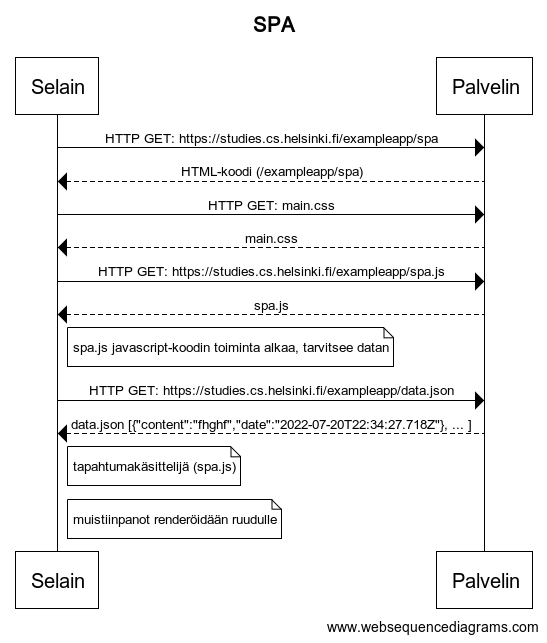 SPA
Selain
Palvelin
HTTP GET: https://studies.cs.helsinki.fi/exampleapp/spa
HTML-koodi (/exampleapp/spa)
HTTP GET: main.css
main.css
HTTP GET: https://studies.cs.helsinki.fi/exampleapp/spa.js
spa.js
spa.js javascript-koodin toiminta alkaa, tarvitsee datan
HTTP GET: https://studies.cs.helsinki.fi/exampleapp/data.json
data.json [{"content":"fhghf","date":"2022-07-20T22:34:27.718Z"}, ... ]
tapahtumakäsittelijä (spa.js)
muistiinpanot renderöidään ruudulle
Selain
Palvelin
www.websequencediagrams.com